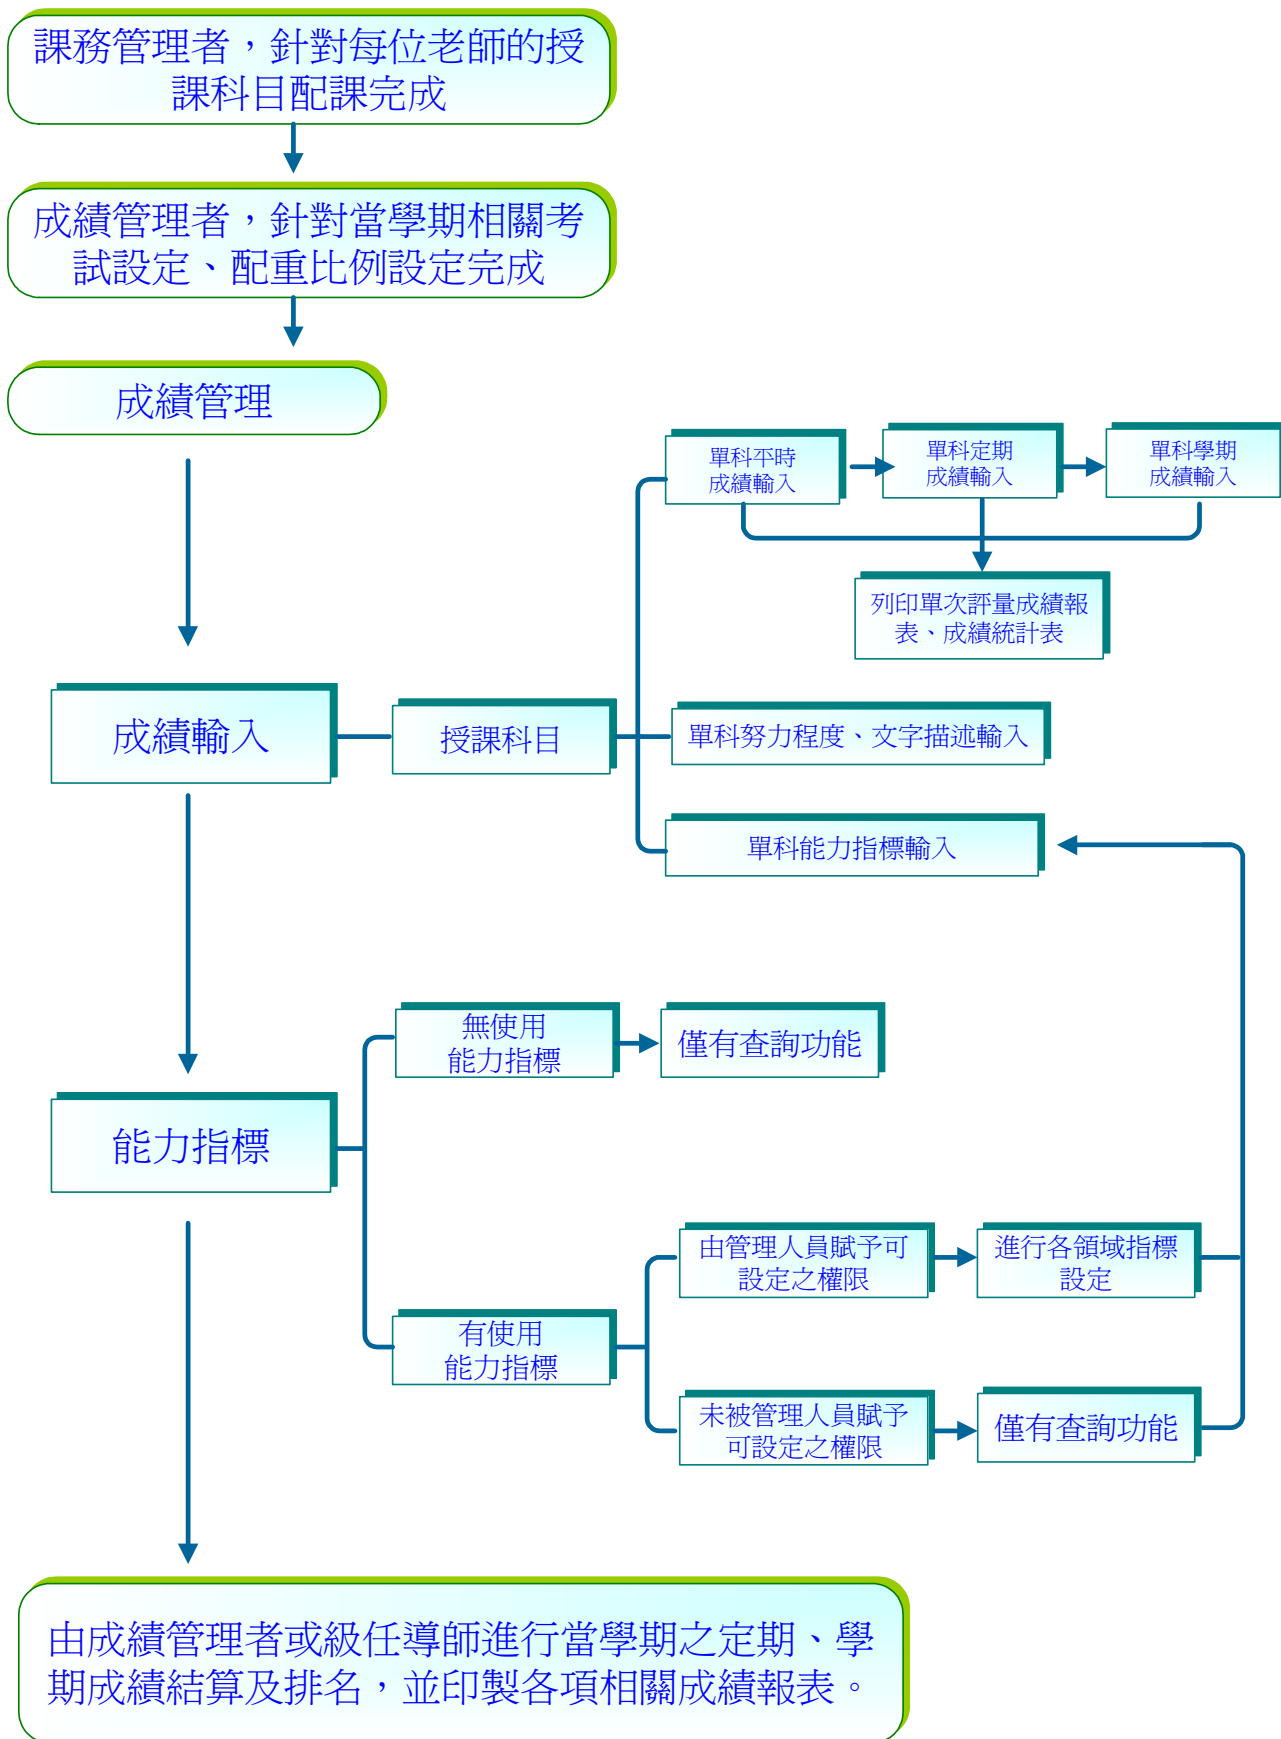 課務管理者，針對每位老師的授
課科目配課完成
成績管理者，針對當學期相關考
試設定、配重比例設定完成
成績管理
單科平時
成績輸入
單科定期
成績輸入
單科學期
成績輸入
列印單次評量成績報
表、成績統計表
成績輸入
授課科目
單科努力程度、文字描述輸入
單科能力指標輸入
無使用
能力指標
僅有查詢功能
能力指標
由管理人員賦予可
設定之權限
進行各領域指標
設定
有使用
能力指標
未被管理人員賦予
可設定之權限
僅有查詢功能
由成績管理者或級任導師進行當學期之定期、學
期成績結算及排名，並印製各項相關成績報表。